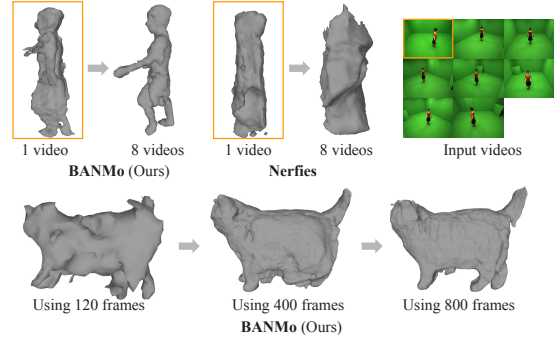 1 video
8 videos
1 video
8 videos
Input videos
BANMo (Ours)
Nerfies
Using 120 frames
Using 400 frames
Using 800 frames
BANMo (Ours)